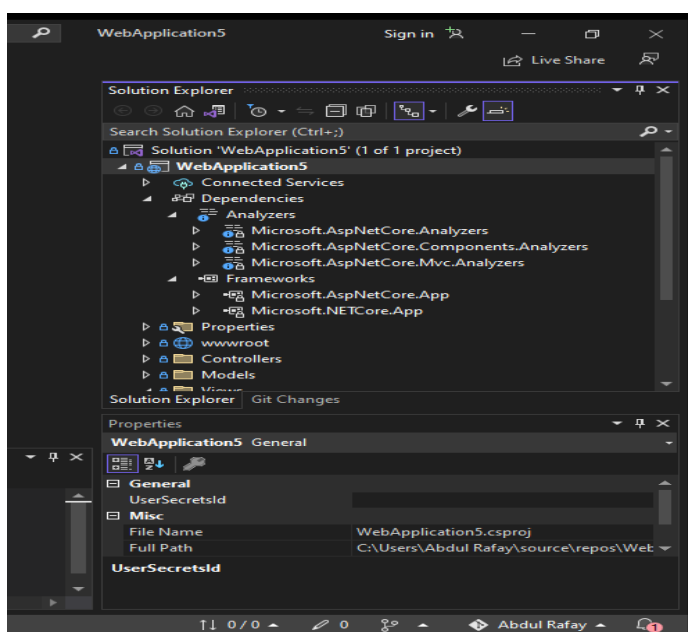 WebApplication5 Sign in
Live Share
Solution Explorer
Search Solution Explorer (Ctrl+;)
Solution 'WebApplication5' (1 of 1 project)
WebApplication5
Connected Services
Dependencies
Analyzers
Microsoft.AspNetCore.Analyzers
Microsoft.AspNetCore.Components.Analyzers
Microsoft.AspNetCore.Mvc.Analyzers
Frameworks
Microsoft.AspNetCore.App
Microsoft.NETCore.App
Properties
wwwroot
Controllers
Models
Views
Solution Explorer Git Changes
Properties
WebApplication5 General
General
UserSecretsId
Misc
File Name WebApplication5.csproj
Full Path C:\Users\Abdul Rafay\source\repos\Web
UserSecretsId
0 / 0 0 Abdul Rafay 1